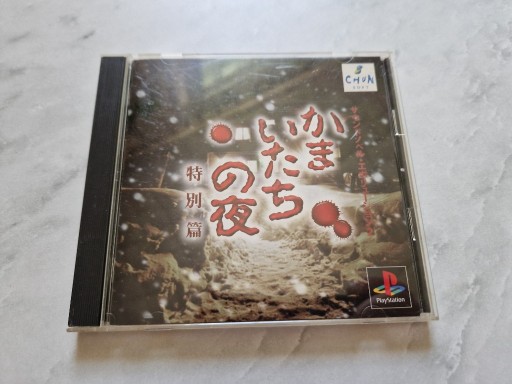 かま
いたち
の夜
特別篇
CHUN
SOFT
PlayStation